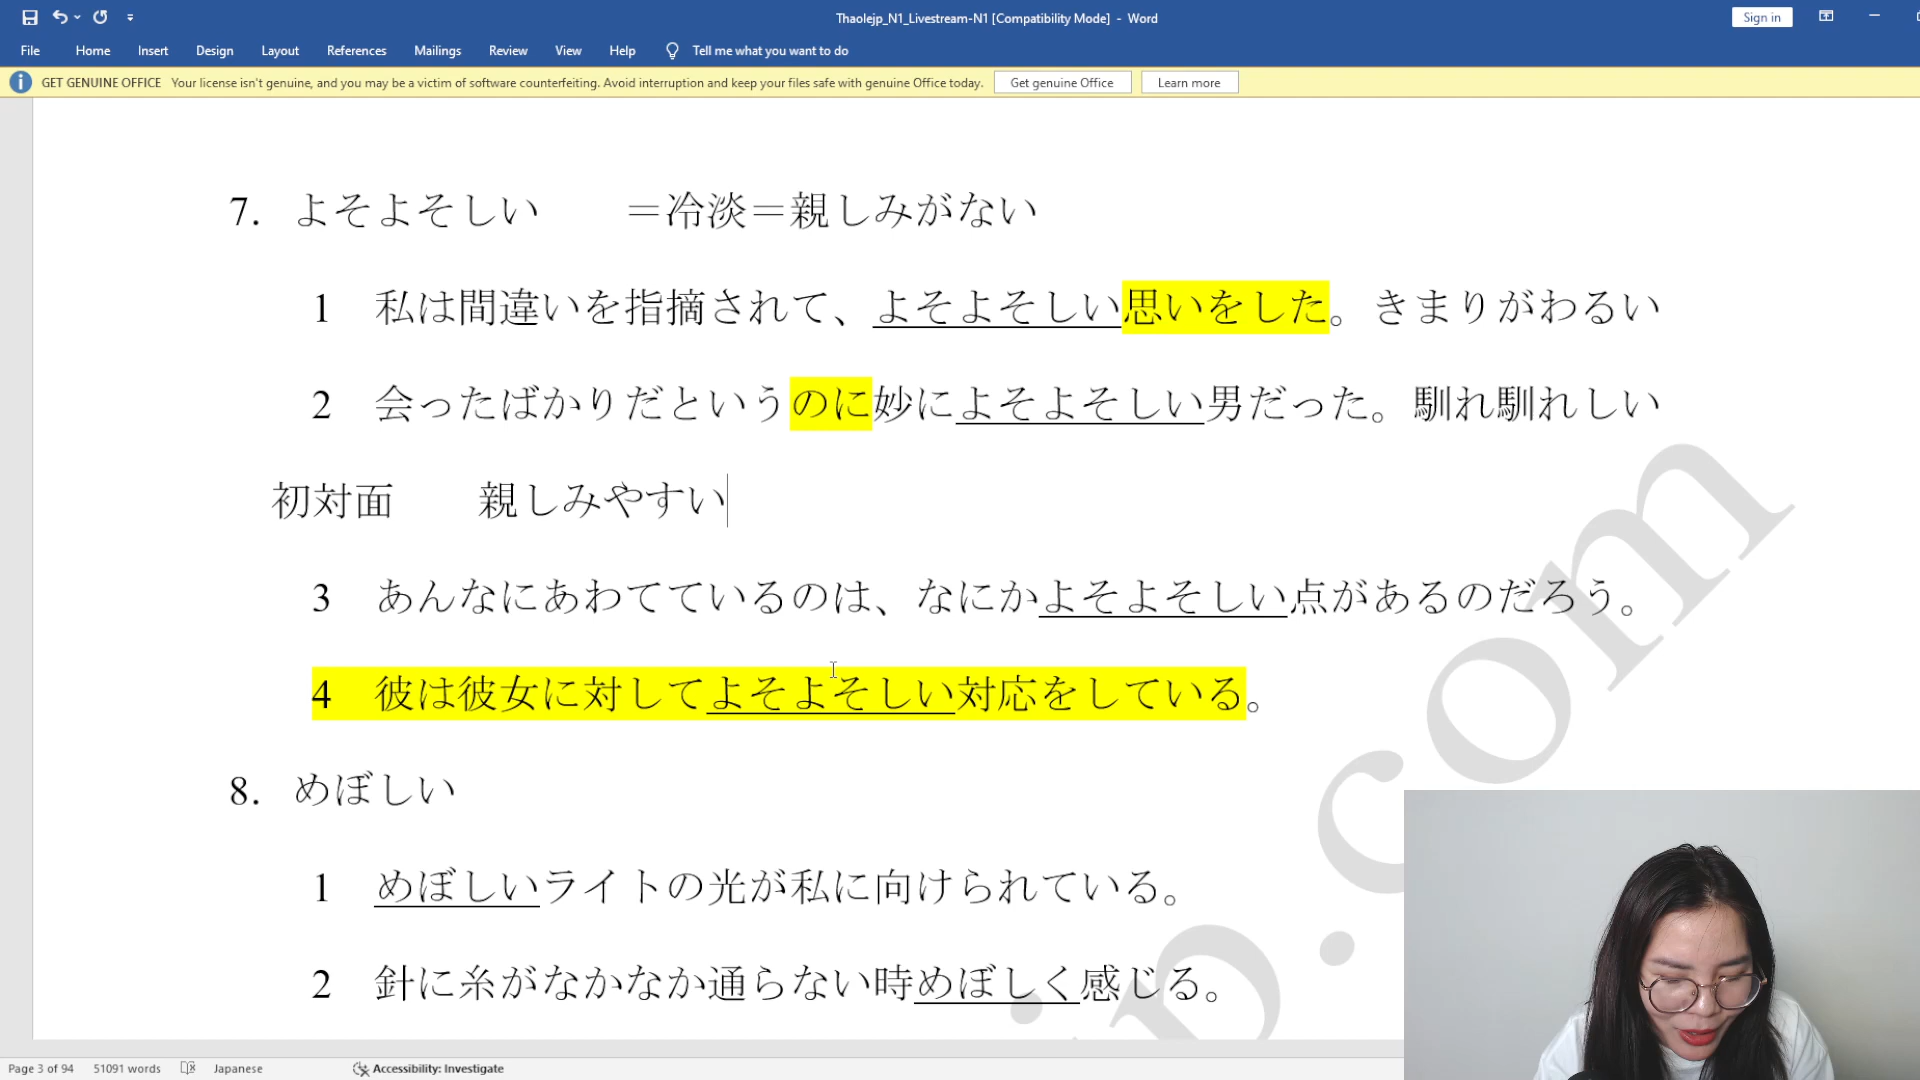 Thaolejp_N1_Livestream-N1 [Compatibility Mode] - Word
Sign in
File Home Insert Design Layout References Mailings Review View Help Tell me what you want to do
GET GENUINE OFFICE Your license isn't genuine, and you may be a victim of software counterfeiting. Avoid interruption and keep your files safe with genuine Office today. Get genuine Office Learn more
7. よそよそしい ＝冷淡＝親しみがない
1 私は間違いを指摘されて、よそよそしい思いをした。きまりがわるい
2 会ったばかりだというのに妙によそよそしい男だった。馴れ馴れしい
初対面 親しみやすい
3 あんなにあわてているのは、なにかよそよそしい点があるのだろう。
4 彼は彼女に対してよそよそしい対応をしている。
8. めぼしい
1 めぼしいライトの光が私に向けられている。
2 針に糸がなかなか通らない時めぼしく感じる。
p.com
Page 3 of 94 51091 words Japanese Accessibility: Investigate